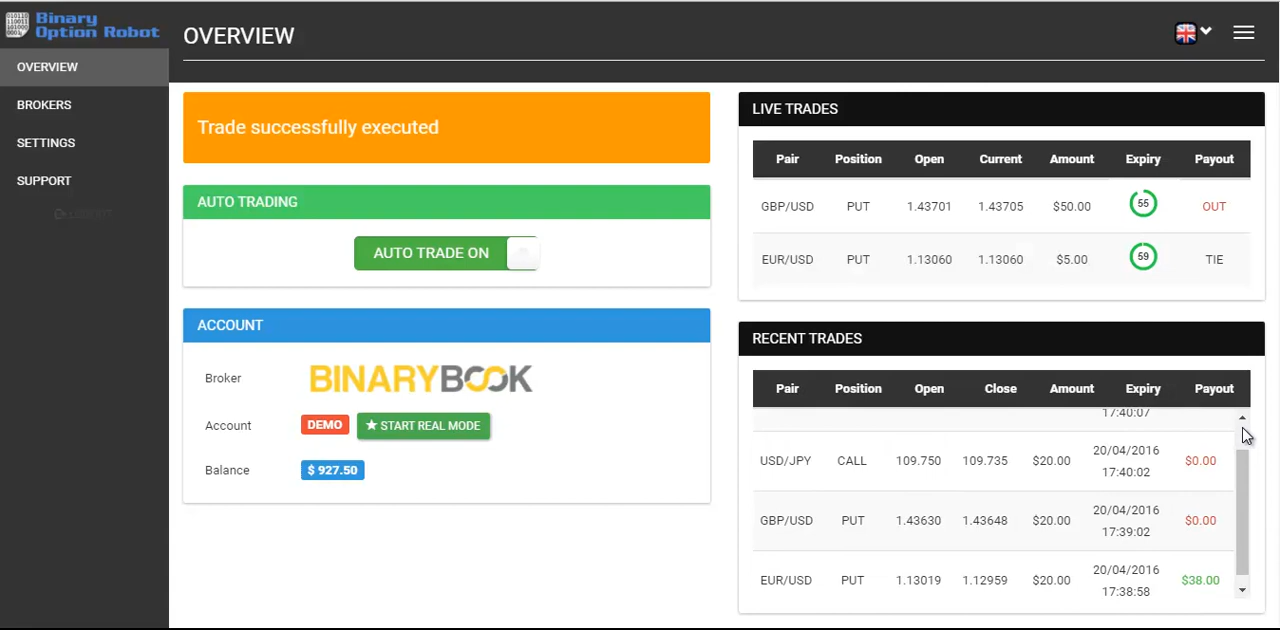 Binary
Option Robot
OVERVIEW
OVERVIEW
BROKERS
SETTINGS
SUPPORT
Trade successfully executed
AUTO TRADING
AUTO TRADE ON
ACCOUNT
Broker BINARYBOOK
Account DEMO ★ START REAL MODE
Balance $ 927.50
LIVE TRADES
Pair Position Open Current Amount Expiry Payout
GBP/USD PUT 1.43701 1.43705 $50.00 55 OUT
EUR/USD PUT 1.13060 1.13060 $5.00 59 TIE
RECENT TRADES
Pair Position Open Close Amount Expiry Payout
17:40:07
USD/JPY CALL 109.750 109.735 $20.00 20/04/2016 17:40:02 $0.00
GBP/USD PUT 1.43630 1.43648 $20.00 20/04/2016 17:39:02 $0.00
EUR/USD PUT 1.13019 1.12959 $20.00 20/04/2016 17:38:58 $38.00